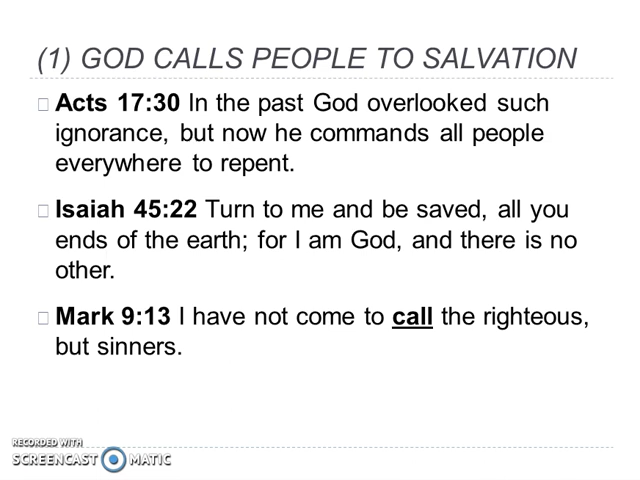 (1) GOD CALLS PEOPLE TO SALVATION
Acts 17:30 In the past God overlooked such
ignorance, but now he commands all people
everywhere to repent.
Isaiah 45:22 Turn to me and be saved, all you
ends of the earth; for I am God, and there is no
other.
Mark 9:13 I have not come to call the righteous,
but sinners.
RECORDED WITH
SCREENCAST MATIC